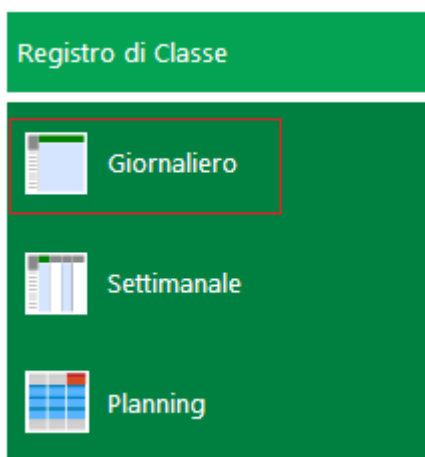 Registro di Classe
Giornaliero
Settimanale
Planning